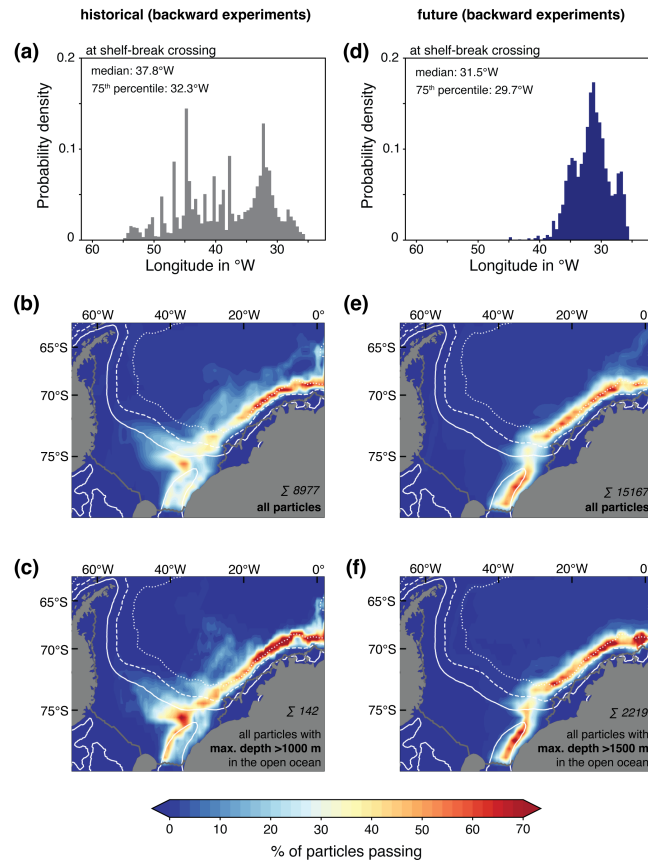 historical (backward experiments)
future (backward experiments)
(a)
at shelf-break crossing
median: 37.8°W
75th percentile: 32.3°W
Probability density
0.2
0.1
0
60
50
40
30
Longitude in °W
(d)
at shelf-break crossing
median: 31.5°W
75th percentile: 29.7°W
Probability density
0.2
0.1
0
60
50
40
30
Longitude in °W
(b)
60°W
40°W
20°W
0°
65°S
70°S
75°S
Σ 8977
all particles
(e)
60°W
40°W
20°W
0°
65°S
70°S
75°S
Σ 15167
all particles
(c)
60°W
40°W
20°W
0°
65°S
70°S
75°S
Σ 142
all particles with
max. depth >1000 m
in the open ocean
(f)
60°W
40°W
20°W
0°
65°S
70°S
75°S
Σ 2219
all particles with
max. depth >1500 m
in the open ocean
0 10 20 30 40 50 60 70
% of particles passing